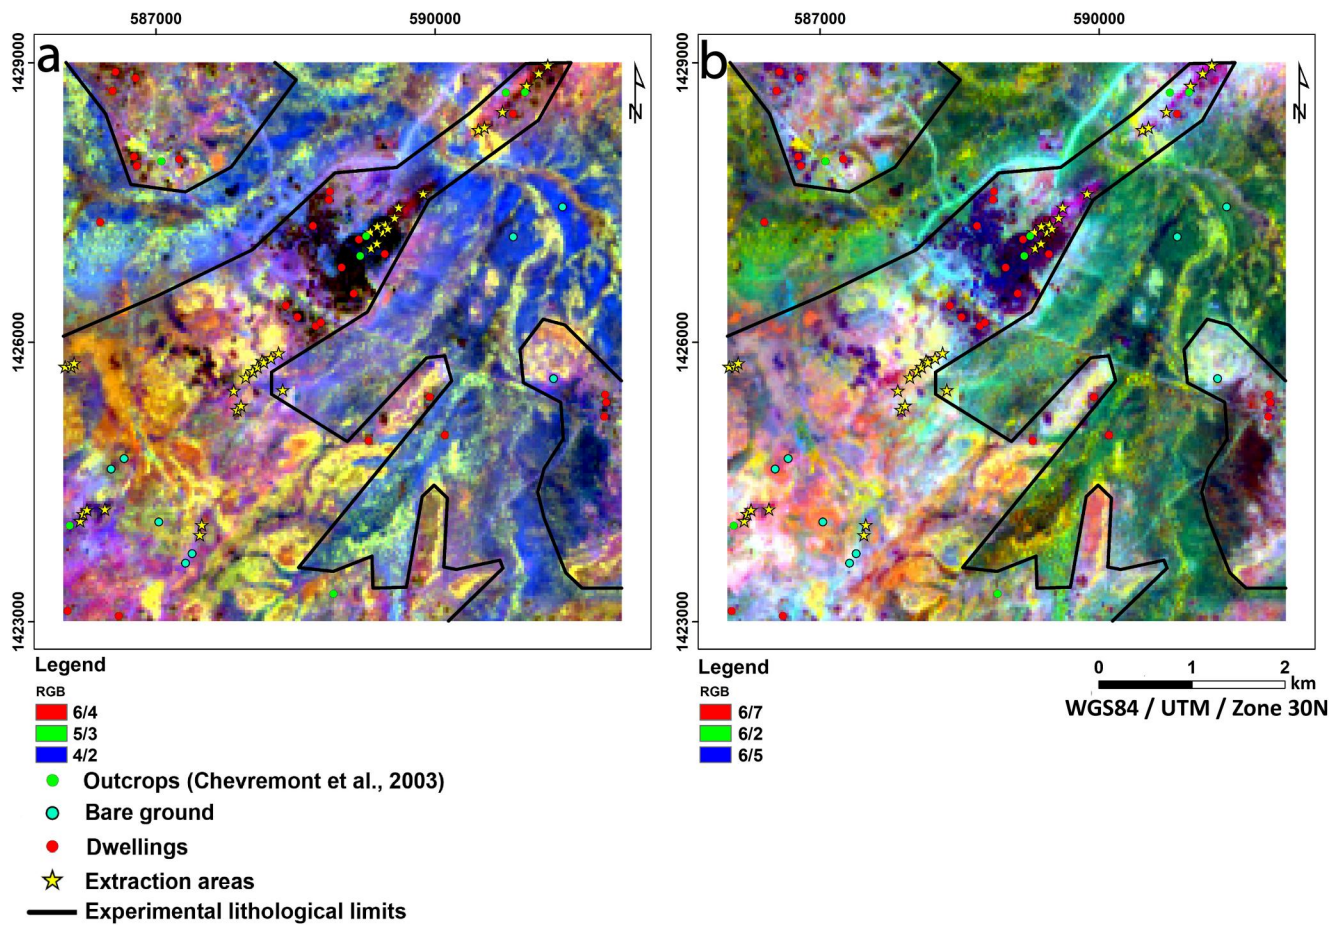 587000
590000
587000
590000
a
b
1429000
1426000
1423000
1429000
1426000
1423000
N
N
Legend
RGB
6/4
5/3
4/2
Outcrops (Chevremont et al., 2003)
Bare ground
Dwellings
Extraction areas
Experimental lithological limits
Legend
RGB
6/7
6/2
6/5
0 1 2
km
WGS84 / UTM / Zone 30N